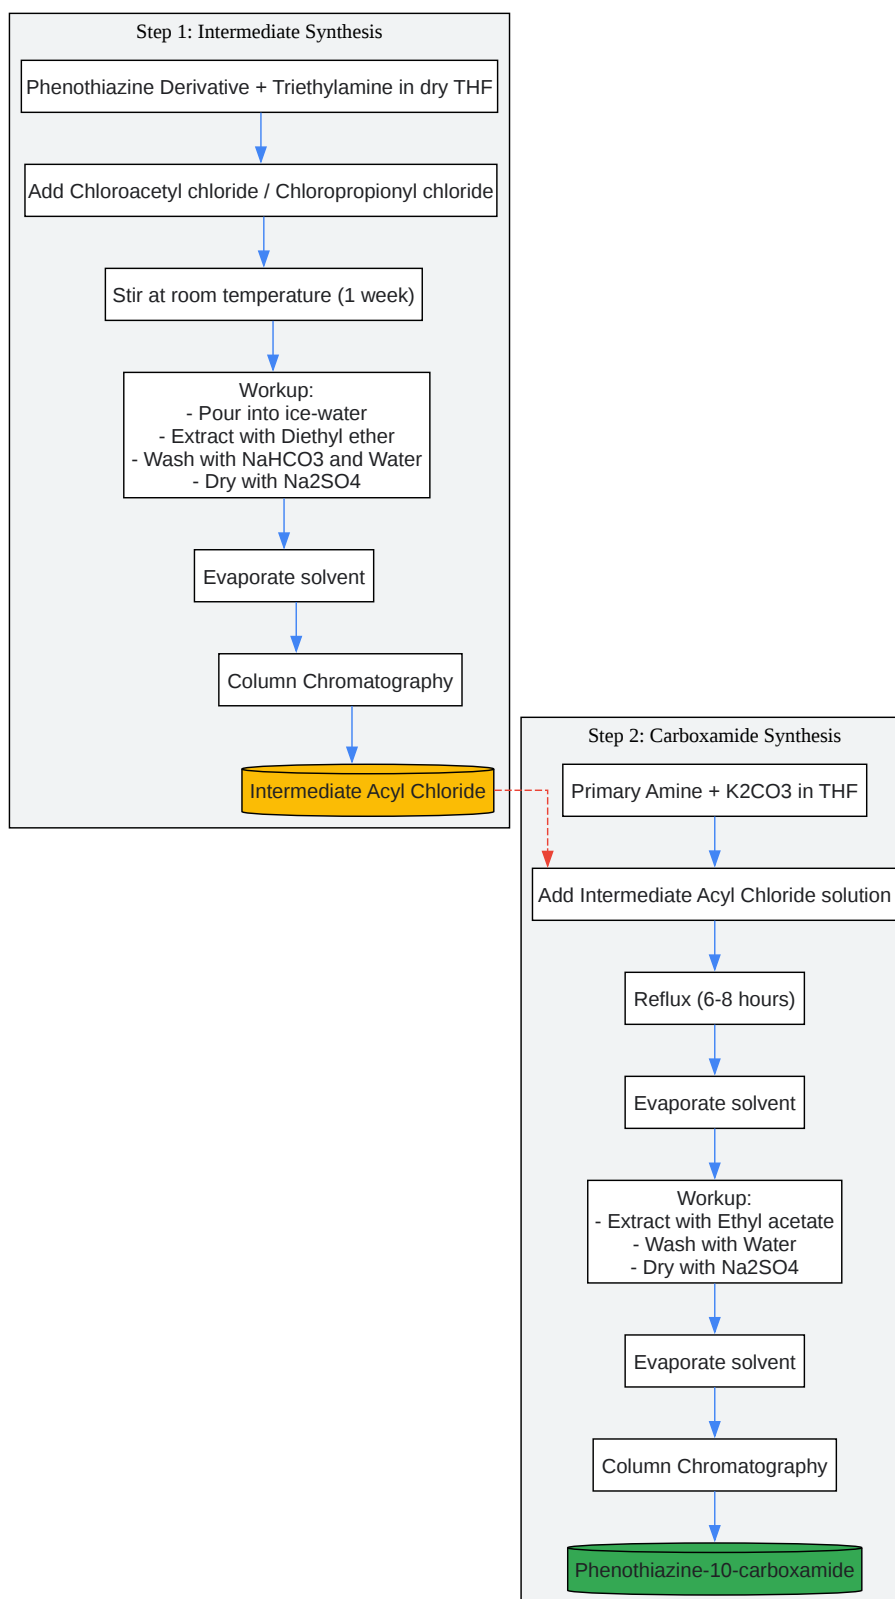 Step 1: Intermediate Synthesis
Phenothiazine Derivative + Triethylamine in dry THF
Add Chloroacetyl chloride / Chloropropionyl chloride
Stir at room temperature (1 week)
Workup:
- Pour into ice-water
- Extract with Diethyl ether
- Wash with NaHCO3 and Water
- Dry with Na2SO4
Evaporate solvent
Column Chromatography
Intermediate Acyl Chloride
Step 2: Carboxamide Synthesis
Primary Amine + K2CO3 in THF
Add Intermediate Acyl Chloride solution
Reflux (6-8 hours)
Evaporate solvent
Workup:
- Extract with Ethyl acetate
- Wash with Water
- Dry with Na2SO4
Evaporate solvent
Column Chromatography
Phenothiazine-10-carboxamide